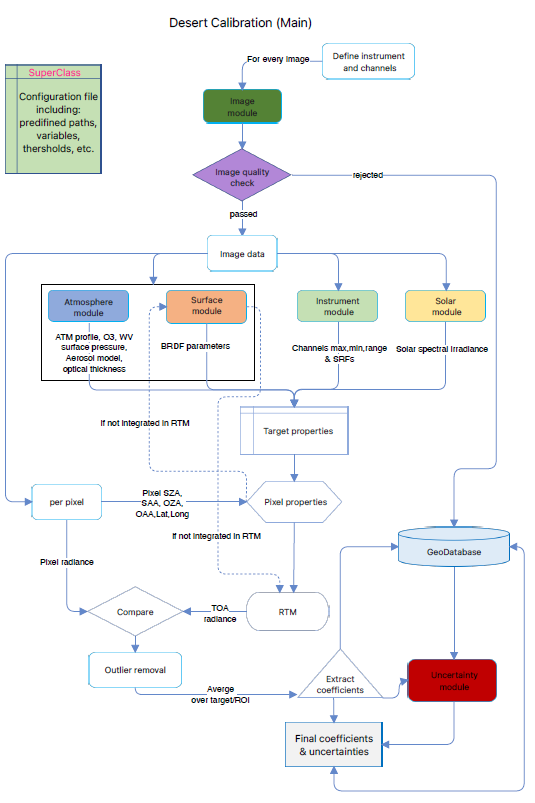 Desert Calibration (Main)
For every image
Define instrument
and channels
SuperClass
Configuration file
including:
predifined paths,
variables,
thersholds, etc.
Image
module
Image quality
check
rejected
passed
Image data
Atmosphere
module
Surface
module
Instrument
module
Solar
module
ATM profile, O3, WV
surface pressure,
Aerosol model,
optical thickness
BRDF parameters
Channels max,min,range
& SRFs
Solar spectral irradiance
If not integrated in RTM
Target properties
per pixel
Pixel SZA,
SAA, OZA,
OAA,Lat,Long
Pixel properties
If not integrated in RTM
GeoDatabase
Pixel radiance
Compare
TOA
radiance
RTM
Outlier removal
Averge
over target/ROI
Extract
coefficients
Uncertainty
module
Final coefficients
& uncertainties